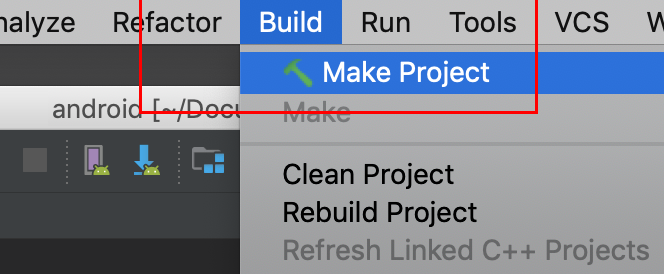 nalyze Refactor Build Run Tools VCS W
Make Project
android [~/Docu
Make
Clean Project
Rebuild Project
Refresh Linked C++ Projects